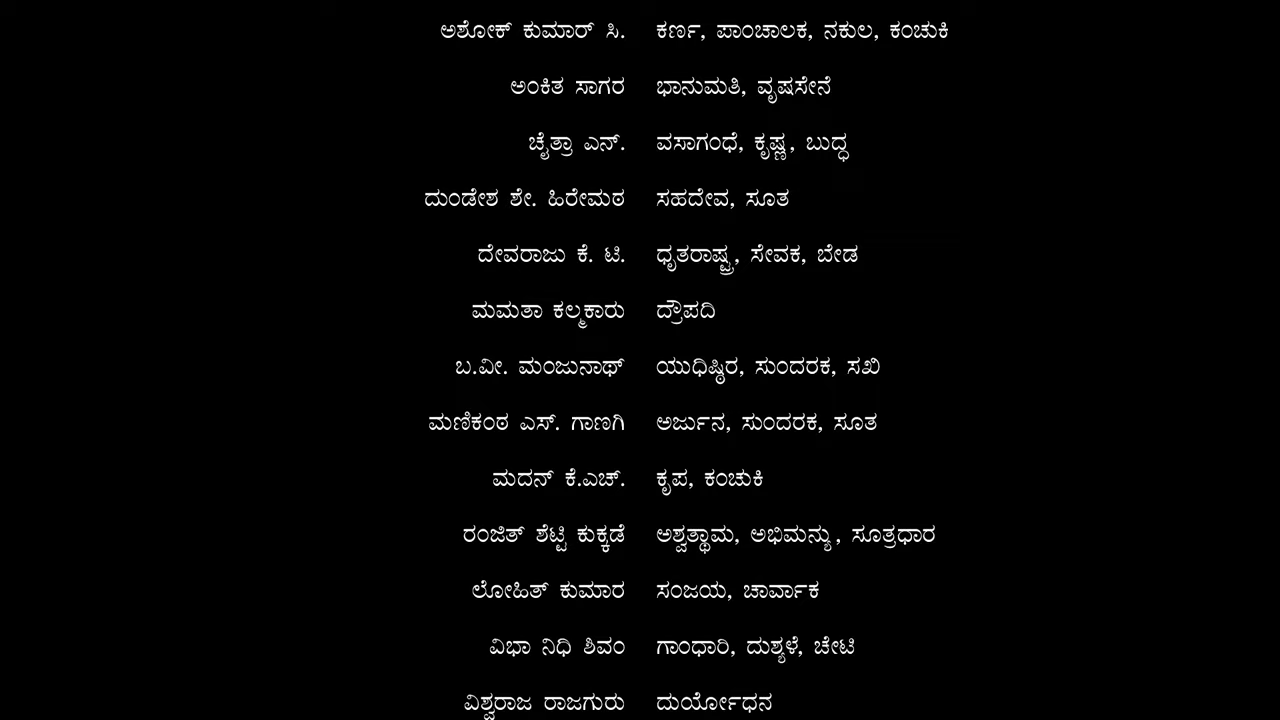 ಅಶೋಕ್ ಕುಮಾರ್ ಸಿ. ಕರ್ಣ, ಪಾಂಚಾಲಕ, ನಕುಲ, ಕಂಚುಕಿ
ಅಂಕಿತ ಸಾಗರ ಭಾನುಮತಿ, ವೃಷಸೇನೆ
ಚೈತ್ರಾ ಎನ್. ವಸಾಗಂಧೆ, ಕೃಷ್ಣ, ಬುದ್ಧ
ದುಂಡೇಶ ಶೇ. ಹಿರೇಮಠ ಸಹದೇವ, ಸೂತ
ದೇವರಾಜು ಕೆ. ಟಿ. ಧೃತರಾಷ್ಟ್ರ, ಸೇವಕ, ಬೇಡ
ಮಮತಾ ಕಲ್ಮಕಾರು ದ್ರೌಪದಿ
ಬ.ವೀ. ಮಂಜುನಾಥ್ ಯುಧಿಷ್ಠಿರ, ಸುಂದರಕ, ಸಖಿ
ಮಣಿಕಂಠ ಎಸ್. ಗಾಣಗಿ ಅರ್ಜುನ, ಸುಂದರಕ, ಸೂತ
ಮದನ್ ಕೆ.ಎಚ್. ಕೃಪ, ಕಂಚುಕಿ
ರಂಜಿತ್ ಶೆಟ್ಟಿ ಕುಕ್ಕಡೆ ಅಶ್ವತ್ಥಾಮ, ಅಭಿಮನ್ಯು, ಸೂತ್ರಧಾರ
ಲೋಹಿತ್ ಕುಮಾರ ಸಂಜಯ, ಚಾರ್ವಾಕ
ವಿಭಾ ನಿಧಿ ಶಿವಂ ಗಾಂಧಾರಿ, ದುಶ್ಯಳೆ, ಚೇಟಿ
ವಿಶ್ವರಾಜ ರಾಜಗುರು ದುರ್ಯೋಧನ